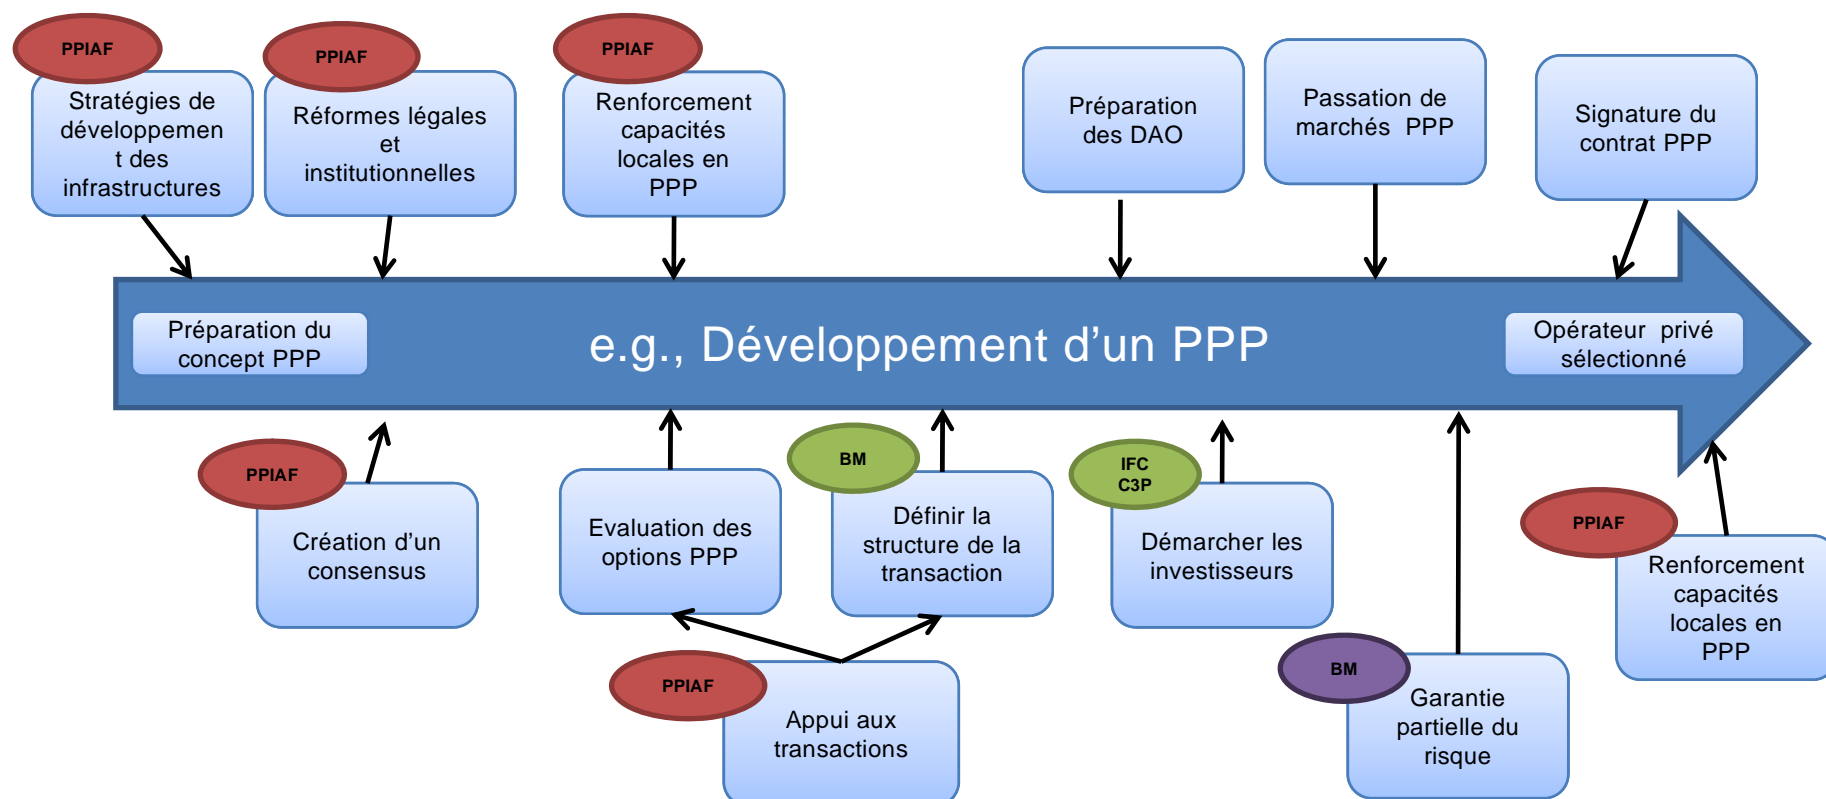 PPIAF
Stratégies de
développemen
t des
infrastructures
PPIAF
Réformes légales
et
institutionnelles
PPIAF
Renforcement
capacités
locales en
PPP
Préparation
des DAO
Passation de
marchés PPP
Signature du
contrat PPP
Préparation du
concept PPP
e.g., Développement d’un PPP
Opérateur privé
sélectionné
PPIAF
Création d’un
consensus
Evaluation des
options PPP
BM
Définir la
structure de la
transaction
IFC
C3P
Démarcher les
investisseurs
PPIAF
Renforcement
capacités
locales en
PPP
PPIAF
Appui aux
transactions
BM
Garantie
partielle du
risque